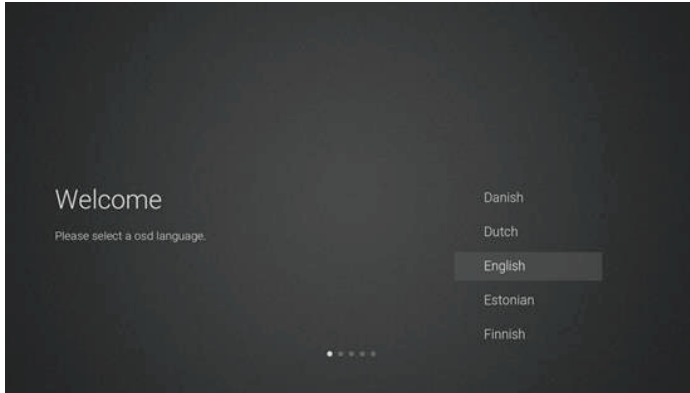 Welcome
Please select a osd language.
Danish
Dutch
English
Estonian
Finnish